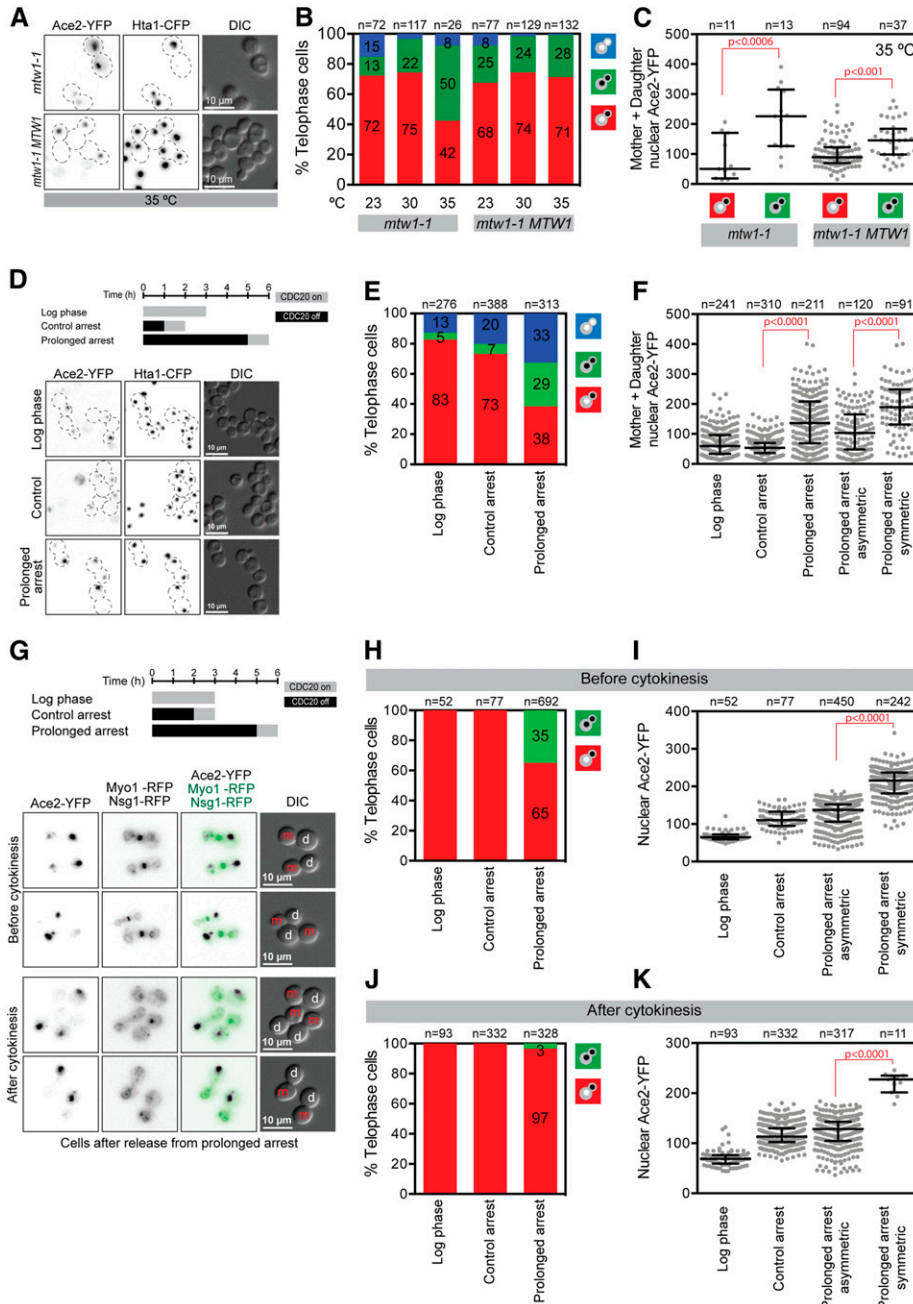 A
Ace2-YFP Hta1-CFP DIC
mtw1-1
10 µm
mtw1-1 MTW1
10 µm
35 ºC
B
n=72 n=117 n=26 n=77 n=129 n=132
% Telophase cells
100
80
60
40
20
0
15 8 8
13 22 50 25 24 28
72 75 42 68 74 71
ºC 23 30 35 23 30 35
mtw1-1 mtw1-1 MTW1
C
n=11 n=13 n=94 n=37
35 ºC
p<0.0006
p<0.001
Mother + Daughter
nuclear Ace2-YFP
500
400
300
200
100
0
mtw1-1 mtw1-1 MTW1
D
Time (h) 0 1 2 3 4 5 6
CDC20 on
CDC20 off
Log phase
Control arrest
Prolonged arrest
Ace2-YFP Hta1-CFP DIC
Log phase
10 µm
Control
10 µm
Prolonged
arrest
10 µm
E
n=276 n=388 n=313
% Telophase cells
100
80
60
40
20
0
13 20 33
5 7 29
83 73 38
Log phase
Control arrest
Prolonged arrest
F
n=241 n=310 n=211 n=120 n=91
p<0.0001 p<0.0001
Mother + Daughter
nuclear Ace2-YFP
500
400
300
200
100
0
Log phase
Control arrest
Prolonged arrest
Prolonged arrest
asymmetric
Prolonged arrest
symmetric
G
Time (h) 0 1 2 3 4 5 6
CDC20 on
CDC20 off
Log phase
Control arrest
Prolonged arrest
Ace2-YFP
Myo1 -RFP
Nsg1-RFP
Ace2-YFP
Myo1 -RFP
Nsg1-RFP
DIC
Before cytokinesis
m d
m d
10 µm
d
m
d m
10 µm
After cytokinesis
m d
m
d m
d
10 µm
d
m
d
m
10 µm
Cells after release from prolonged arrest
Before cytokinesis
H
n=52 n=77 n=692
% Telophase cells
100
80
60
40
20
0
35
65
Log phase
Control arrest
Prolonged arrest
I
n=52 n=77 n=450 n=242
p<0.0001
Nuclear Ace2-YFP
400
300
200
100
0
Log phase
Control arrest
Prolonged arrest
asymmetric
Prolonged arrest
symmetric
After cytokinesis
J
n=93 n=332 n=328
% Telophase cells
100
80
60
40
20
0
3
97
Log phase
Control arrest
Prolonged arrest
K
n=93 n=332 n=317 n=11
p<0.0001
Nuclear Ace2-YFP
300
200
100
0
Log phase
Control arrest
Prolonged arrest
asymmetric
Prolonged arrest
symmetric